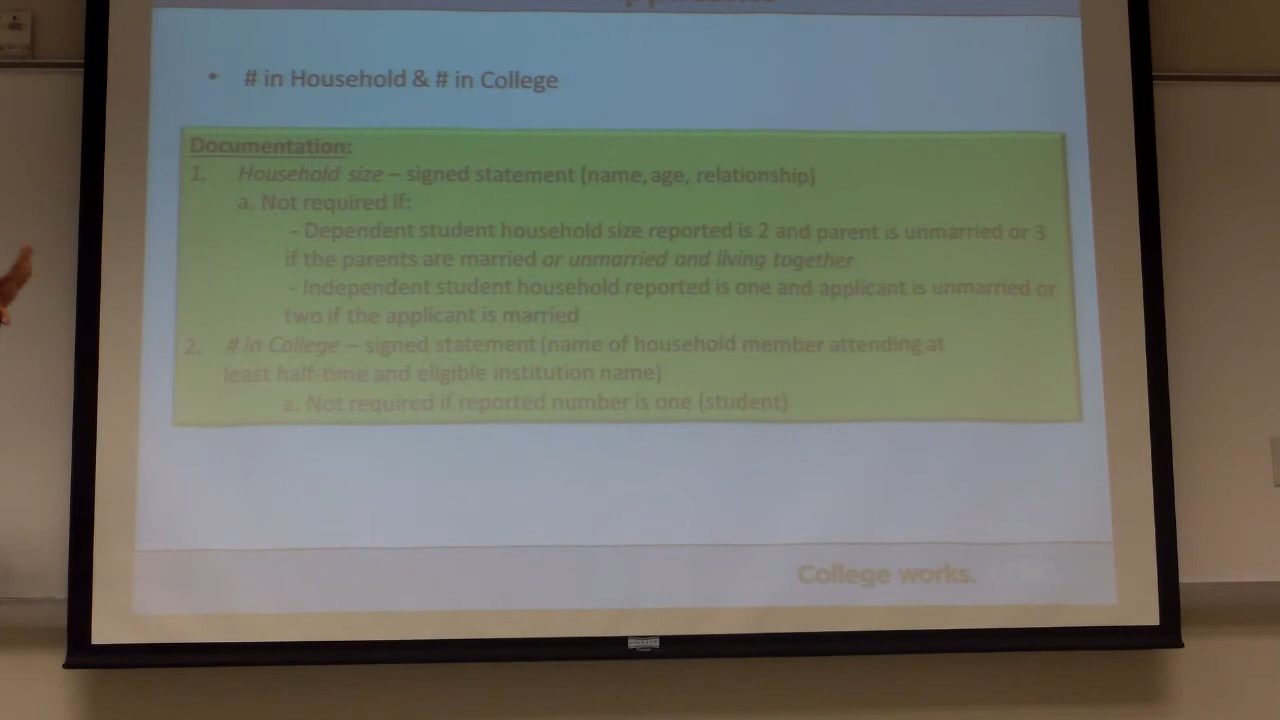 • # in Household & # in College
Documentation:
1. Household size – signed statement (name, age, relationship)
a. Not required if:
- Dependent student household size reported is 2 and parent is unmarried or 3
if the parents are married or unmarried and living together
- Independent student household reported is one and applicant is unmarried or
two if the applicant is married
2. # in College – signed statement (name of household member attending at
least half-time and eligible institution name)
a. Not required if reported number is one (student)
College works.